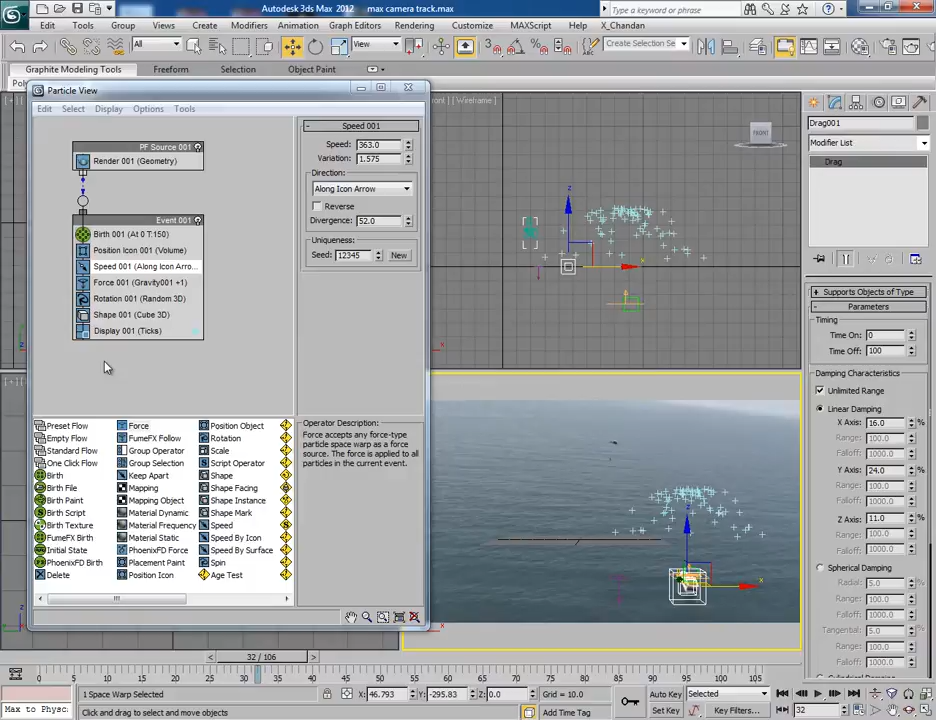 Autodesk 3ds Max 2012 max camera track.max
Type a keyword or phrase
Edit Tools Group Views Create Modifiers Animation Graph Editors Rendering Customize MAXScript Help X_Chandan
All View Create Selection Se
Graphite Modeling Tools Freeform Selection Object Paint
Particle View
Edit Select Display Options Tools
PF Source 001
Render 001 (Geometry)
Event 001
Birth 001 (At 0 T:150)
Position Icon 001 (Volume)
Speed 001 (Along Icon Arro...
Force 001 (Gravity001 +1)
Rotation 001 (Random 3D)
Shape 001 (Cube 3D)
Display 001 (Ticks)
Speed 001
Speed: 363.0
Variation: 1.575
Direction:
Along Icon Arrow
Reverse
Divergence: 52.0
Uniqueness:
Seed: 12345 New
Preset Flow Force Position Object
Empty Flow FumeFX Follow Rotation
Standard Flow Group Operator Scale
One Click Flow Group Selection Script Operator
Birth Keep Apart Shape
Birth File Mapping Shape Facing
Birth Paint Mapping Object Shape Instance
Birth Script Material Dynamic Shape Mark
Birth Texture Material Frequency Speed
FumeFX Birth Material Static Speed By Icon
Initial State PhoenixFD Force Speed By Surface
PhoenixFD Birth Placement Paint Spin
Delete Position Icon Age Test
Operator Description:
Force accepts any force-type particle space warp as a force source. The force is applied to all particles in the current event.
ront ] [ Wireframe ]
FRONT
z
x
z
x
Drag001
Modifier List
Drag
Supports Objects of Type
Parameters
Timing
Time On: 0
Time Off: 100
Damping Characteristics
Unlimited Range
Linear Damping
X Axis: 16.0 %
Range: 100.0
Falloff: 1000.0
Y Axis: 24.0 %
Range: 100.0
Falloff: 1000.0
Z Axis: 11.0 %
Range: 100.0
Falloff: 1000.0
Spherical Damping
Radial: 5.0 %
Range: 100.0
Falloff: 1000.0
Tangential: 5.0 %
Range: 100.0
Falloff: 1000.0
32 / 106
0 5 10 15 20 25 30 35 40 45 50 55 60 65 70 75 80 85 90 95 100 105
Max to Physc
1 Space Warp Selected
X: 46.793 Y: -295.83 Z: 0.0 Grid = 10.0
Auto Key Selected
Click and drag to select and move objects
Add Time Tag
Set Key Key Filters...
32